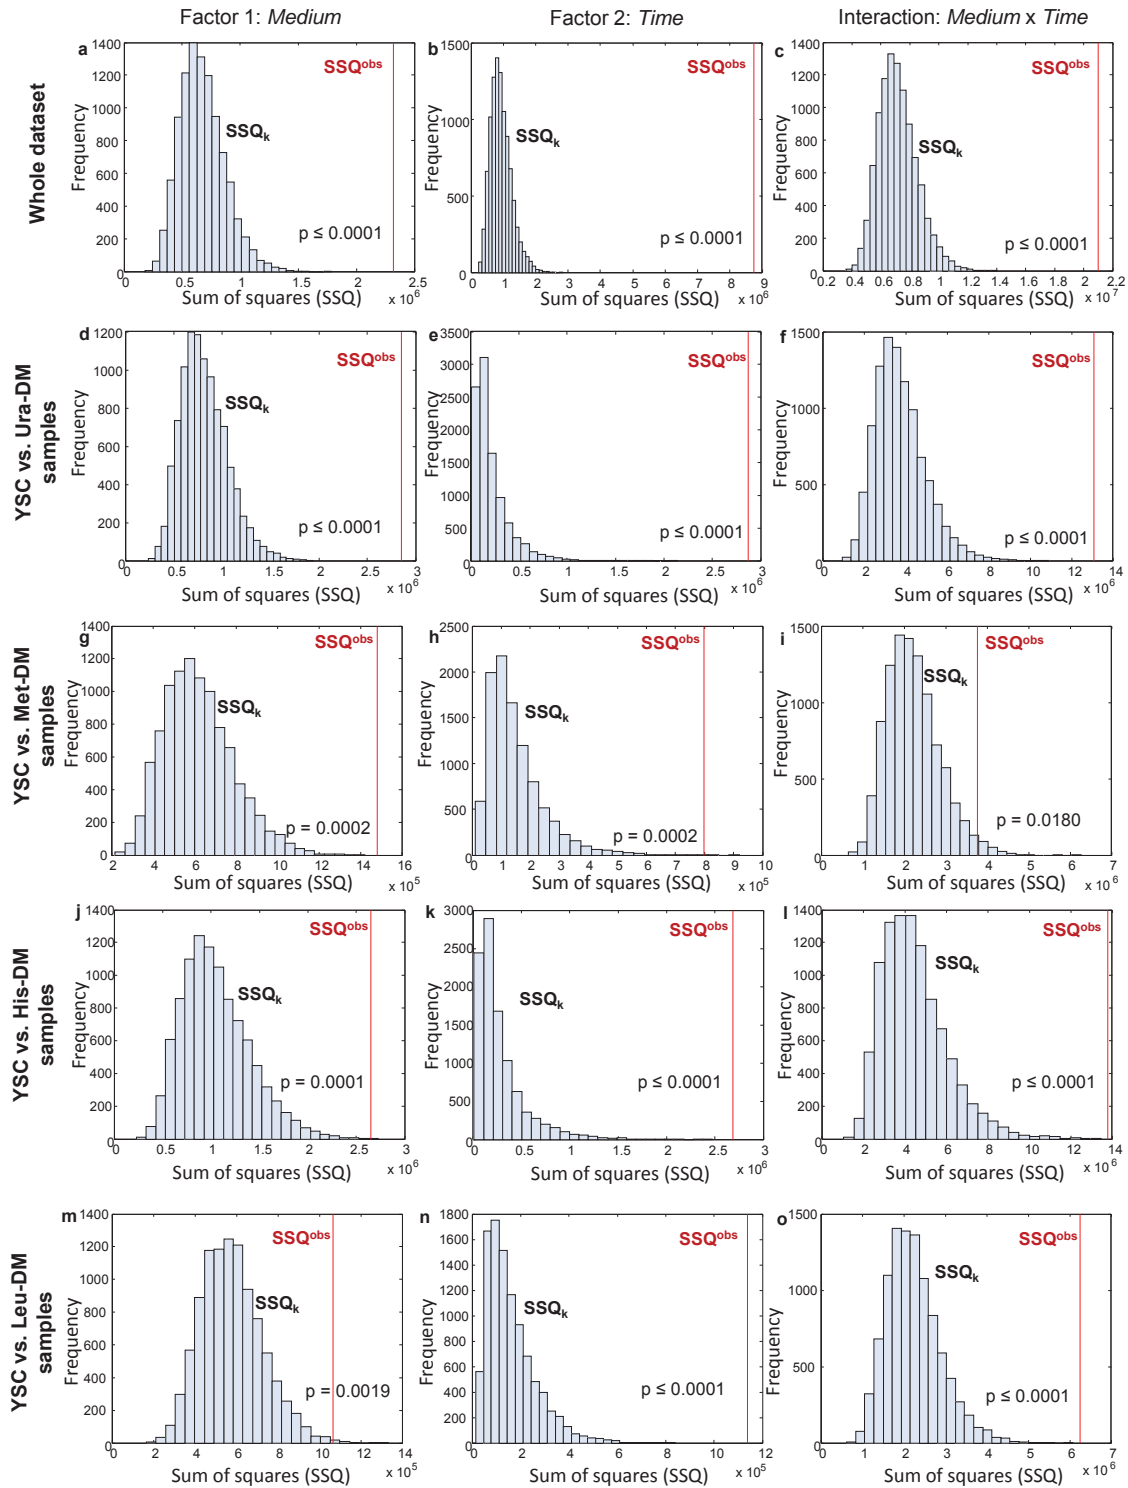 Factor 1: Medium
Factor 2: Time
Interaction: Medium x Time
Whole dataset
a
1400
1200
1000
800
600
400
200
0
Frequency
SSQobs
SSQk
p ≤ 0.0001
0 0.5 1 1.5 2 2.5
Sum of squares (SSQ)
x 10^6
b
1500
1000
500
0
Frequency
SSQobs
SSQk
p ≤ 0.0001
0 1 2 3 4 5 6 7 8 9
Sum of squares (SSQ)
x 10^6
c
1400
1200
1000
800
600
400
200
0
Frequency
SSQobs
SSQk
p ≤ 0.0001
0.2 0.4 0.6 0.8 1 1.2 1.4 1.6 1.8 2 2.2
Sum of squares (SSQ)
x 10^7
YSC vs. Ura-DM
samples
d
1200
1000
800
600
400
200
0
Frequency
SSQobs
SSQk
p ≤ 0.0001
0 0.5 1 1.5 2 2.5 3
Sum of squares (SSQ)
x 10^6
e
3500
3000
2500
2000
1500
1000
500
0
Frequency
SSQobs
p ≤ 0.0001
0 0.5 1 1.5 2 2.5 3
Sum of squares (SSQ)
x 10^6
f
1500
1000
500
0
Frequency
SSQobs
SSQk
p ≤ 0.0001
0 2 4 6 8 10 12 14
Sum of squares (SSQ)
x 10^6
YSC vs. Met-DM
samples
g
1400
1200
1000
800
600
400
200
0
Frequency
SSQobs
SSQk
p = 0.0002
2 4 6 8 10 12 14 16
Sum of squares (SSQ)
x 10^5
h
2500
2000
1500
1000
500
0
Frequency
SSQobs
SSQk
p = 0.0002
0 1 2 3 4 5 6 7 8 9 10
Sum of squares (SSQ)
x 10^5
i
1500
1000
500
0
Frequency
SSQobs
SSQk
p = 0.0180
0 1 2 3 4 5 6 7
Sum of squares (SSQ)
x 10^6
YSC vs. His-DM
samples
j
1400
1200
1000
800
600
400
200
0
Frequency
SSQobs
SSQk
p = 0.0001
0 0.5 1 1.5 2 2.5 3
Sum of squares (SSQ)
x 10^6
k
3000
2500
2000
1500
1000
500
0
Frequency
SSQobs
SSQk
p ≤ 0.0001
0 0.5 1 1.5 2 2.5 3
Sum of squares (SSQ)
x 10^6
l
1400
1200
1000
800
600
400
200
0
Frequency
SSQobs
SSQk
p ≤ 0.0001
0 2 4 6 8 10 12 14
Sum of squares (SSQ)
x 10^6
YSC vs. Leu-DM
samples
m
1400
1200
1000
800
600
400
200
0
Frequency
SSQobs
SSQk
p = 0.0019
0 2 4 6 8 10 12 14
Sum of squares (SSQ)
x 10^5
n
1800
1600
1400
1200
1000
800
600
400
200
0
Frequency
SSQobs
SSQk
p ≤ 0.0001
0 2 4 6 8 10 12
Sum of squares (SSQ)
x 10^5
o
1500
1000
500
0
Frequency
SSQobs
SSQk
p ≤ 0.0001
0 1 2 3 4 5 6 7
Sum of squares (SSQ)
x 10^6